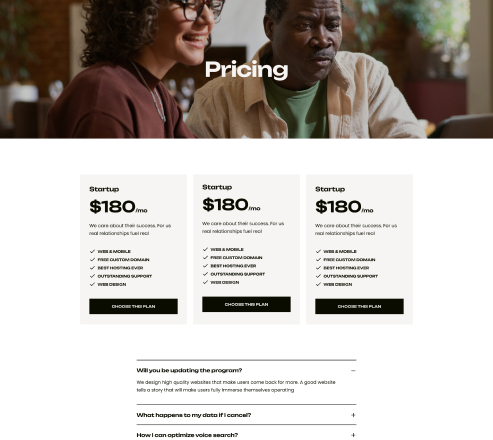 Pricing
Startup
$180/mo
We care about their success. For us
real relationships fuel real
WEB & MOBILE
FREE CUSTOM DOMAIN
BEST HOSTING EVER
OUTSTANDING SUPPORT
WEB DESIGN
CHOOSE THIS PLAN
Startup
$180/mo
We care about their success. For us
real relationships fuel real
WEB & MOBILE
FREE CUSTOM DOMAIN
BEST HOSTING EVER
OUTSTANDING SUPPORT
WEB DESIGN
CHOOSE THIS PLAN
Startup
$180/mo
We care about their success. For us
real relationships fuel real
WEB & MOBILE
FREE CUSTOM DOMAIN
BEST HOSTING EVER
OUTSTANDING SUPPORT
WEB DESIGN
CHOOSE THIS PLAN
Will you be updating the program?
We design high quality websites that make users come back for more. A good website
tells a story that will make users fully immerse themselves operating
What happens to my data if I cancel?
How I can optimize voice search?